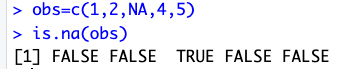 > obs=c(1,2,NA,4,5)
> is.na(obs)
[1] FALSE FALSE  TRUE FALSE FALSE